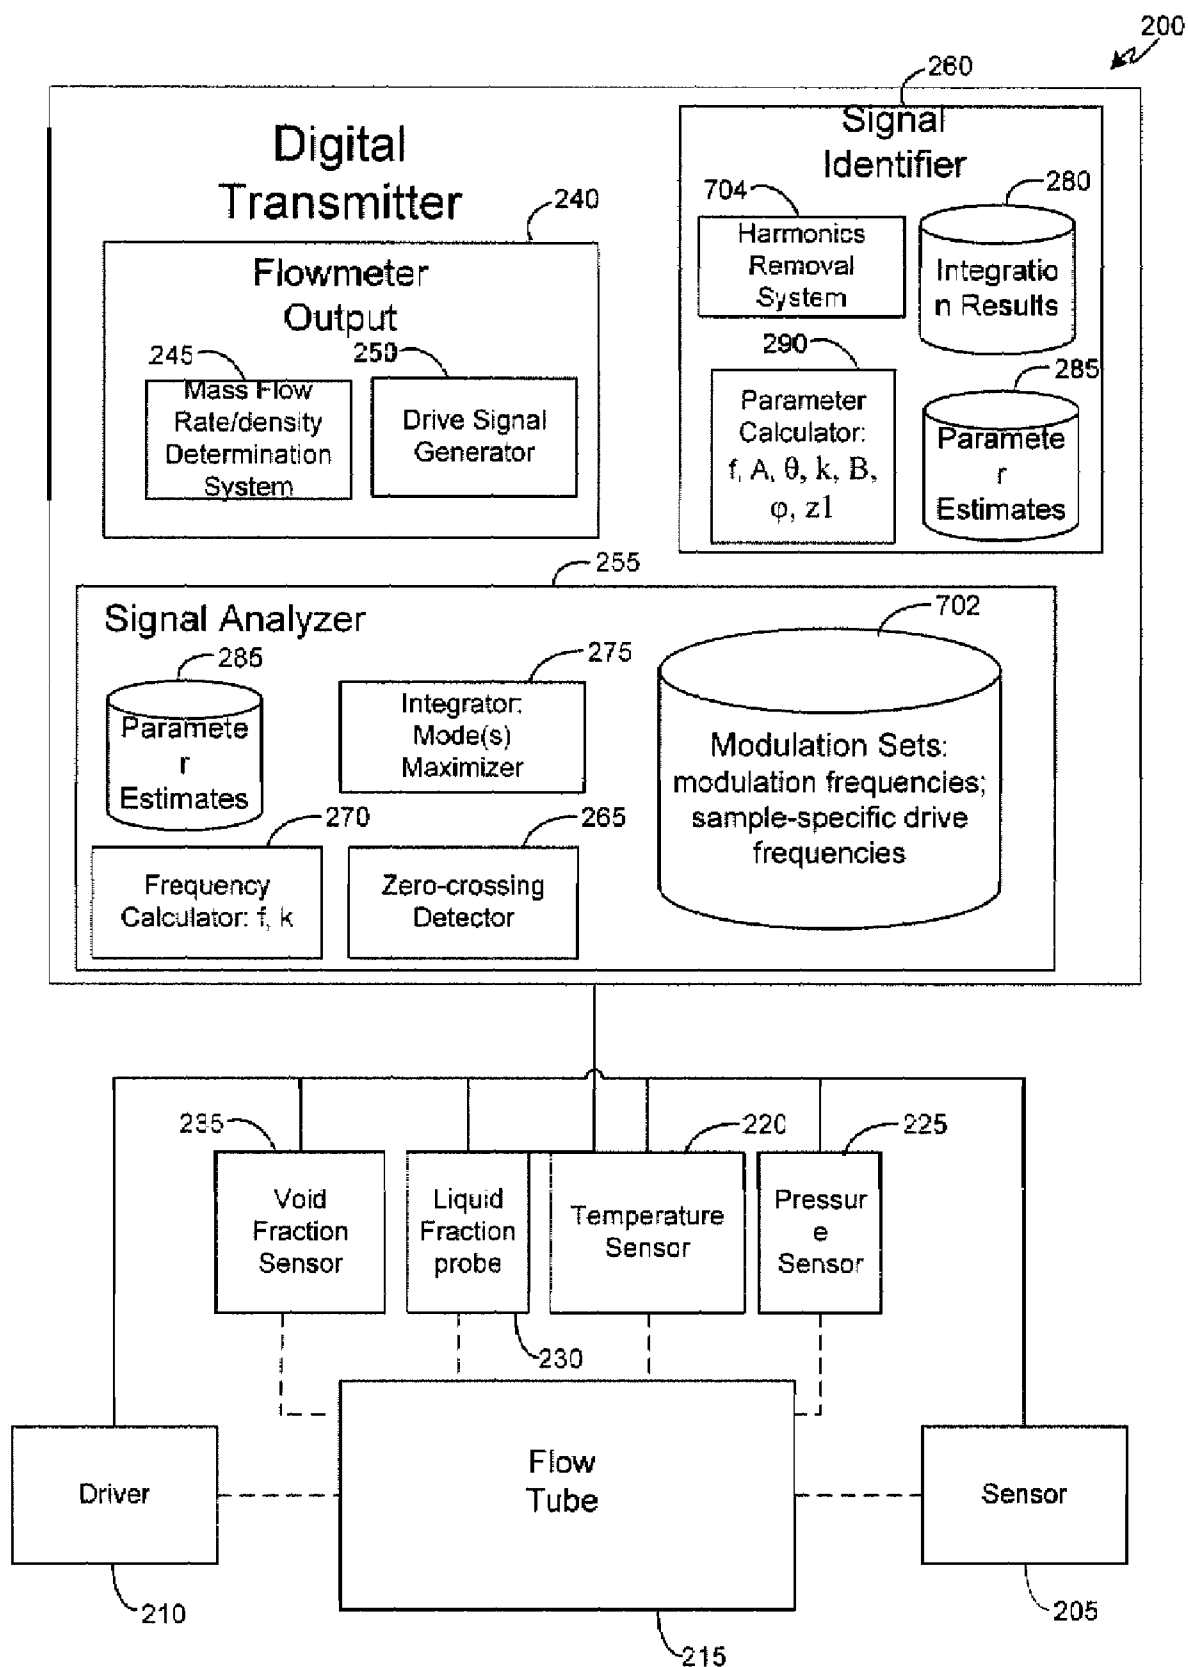 200
260
Digital
Transmitter
Signal
Identifier
240
704
280
Harmonics
Removal
System
Integratio
n Results
Flowmeter
Output
245
250
Mass Flow
Rate/density
Determination
System
Drive Signal
Generator
290
285
Parameter
Calculator:
f, A, θ, k, B,
φ, z1
Paramete
r
Estimates
255
Signal Analyzer
702
285
275
Paramete
r
Estimates
Integrator:
Mode(s)
Maximizer
Modulation Sets:
modulation frequencies;
sample-specific drive
frequencies
270
265
Frequency
Calculator: f, k
Zero-crossing
Detector
235
220
225
Void
Fraction
Sensor
Liquid
Fraction
probe
Temperature
Sensor
Pressur
e
Sensor
230
Driver
Flow
Tube
Sensor
210
215
205